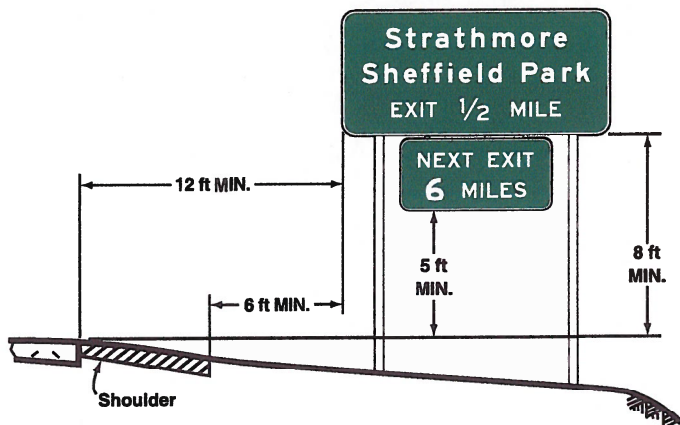 Strathmore
Sheffield Park
EXIT 1/2 MILE
NEXT EXIT
6 MILES
12 ft MIN.
6 ft MIN.
5 ft
MIN.
8 ft
MIN.
Shoulder